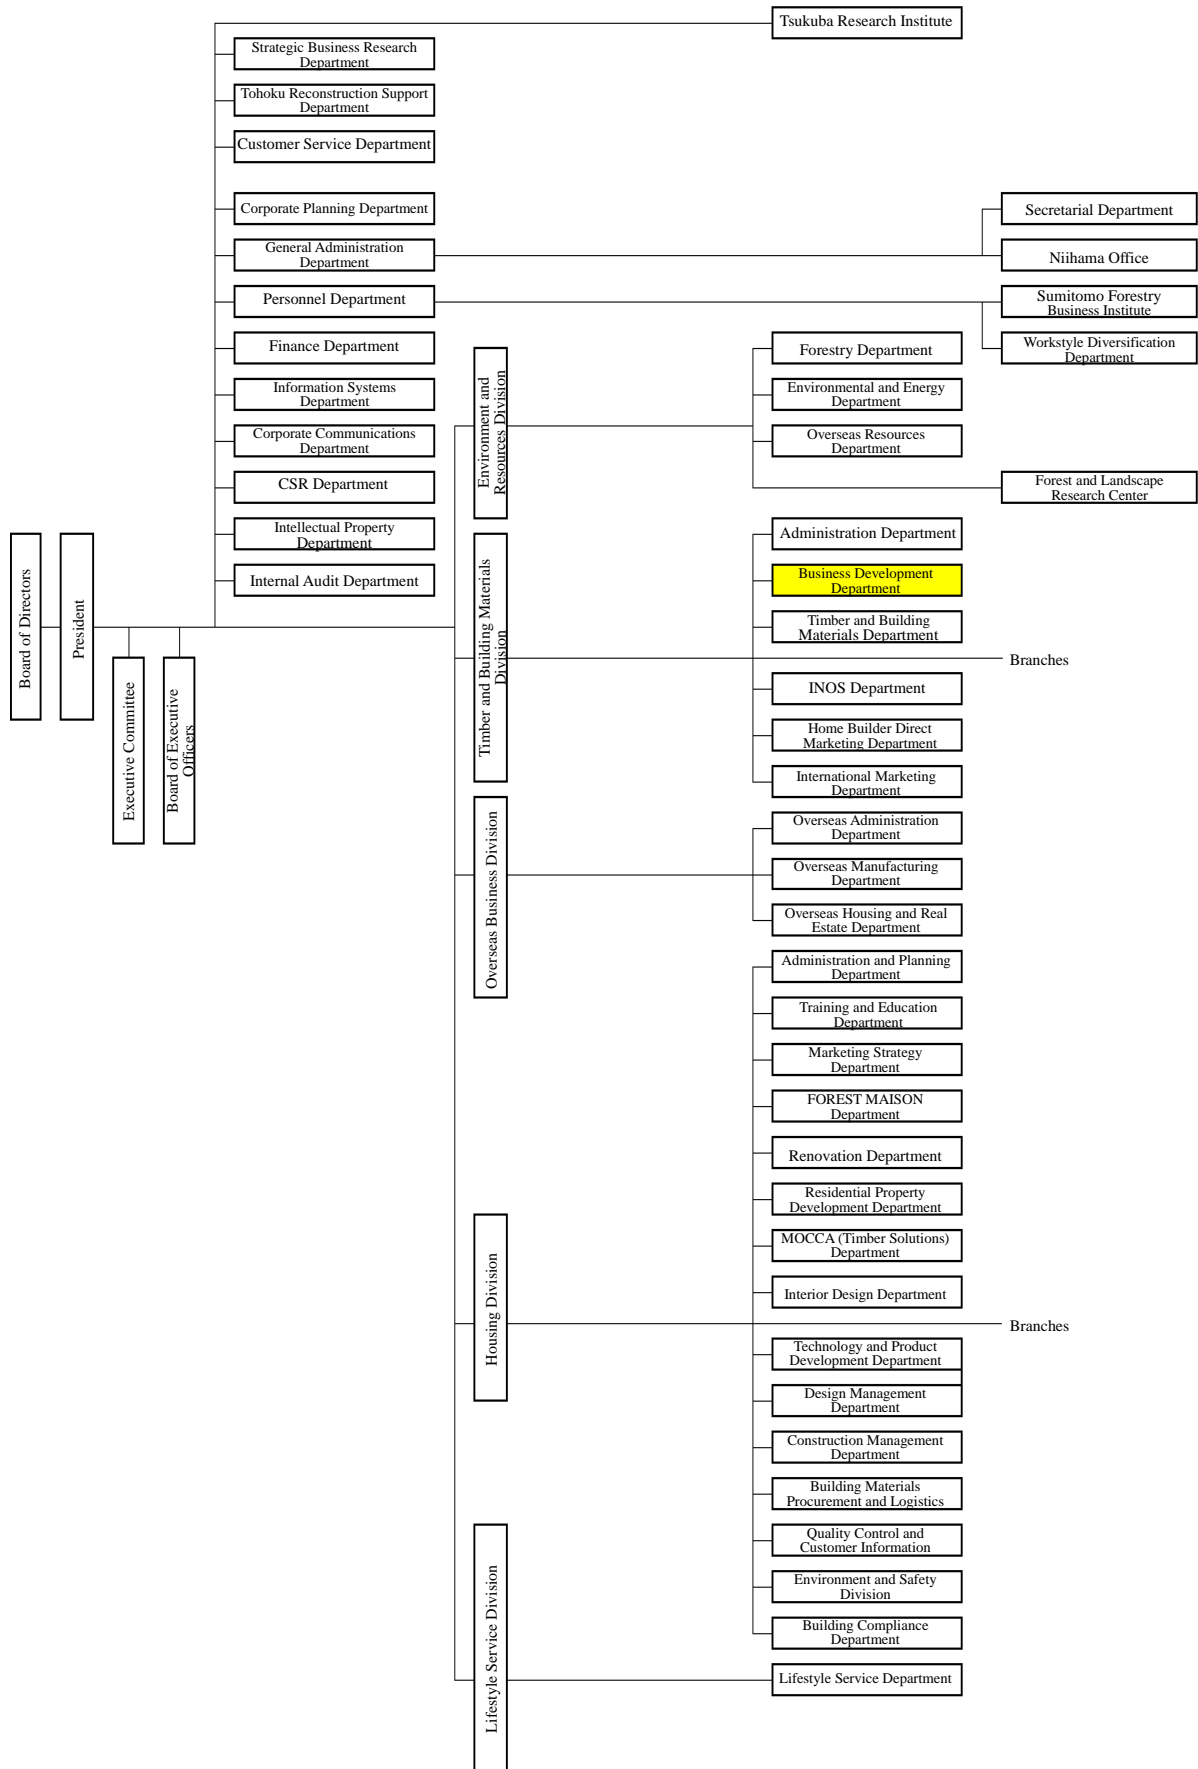 Tsukuba Research Institute
Strategic Business Research
Department
Tohoku Reconstruction Support
Department
Customer Service Department
Corporate Planning Department
General Administration
Department
Personnel Department
Finance Department
Information Systems
Department
Corporate Communications
Department
CSR Department
Intellectual Property
Department
Internal Audit Department
Secretarial Department
Niihama Office
Sumitomo Forestry
Business Institute
Workstyle Diversification
Department
Board of Directors
President
Executive Committee
Board of Executive
Officers
Environment and
Resources Division
Forestry Department
Environmental and Energy
Department
Overseas Resources
Department
Forest and Landscape
Research Center
Timber and Building Materials
Division
Administration Department
Business Development
Department
Timber and Building
Materials Department
Branches
INOS Department
Home Builder Direct
Marketing Department
International Marketing
Department
Overseas Business Division
Overseas Administration
Department
Overseas Manufacturing
Department
Overseas Housing and Real
Estate Department
Housing Division
Administration and Planning
Department
Training and Education
Department
Marketing Strategy
Department
FOREST MAISON
Department
Renovation Department
Residential Property
Development Department
MOCCA (Timber Solutions)
Department
Interior Design Department
Branches
Technology and Product
Development Department
Design Management
Department
Construction Management
Department
Building Materials
Procurement and Logistics
Quality Control and
Customer Information
Environment and Safety
Division
Building Compliance
Department
Lifestyle Service Division
Lifestyle Service Department